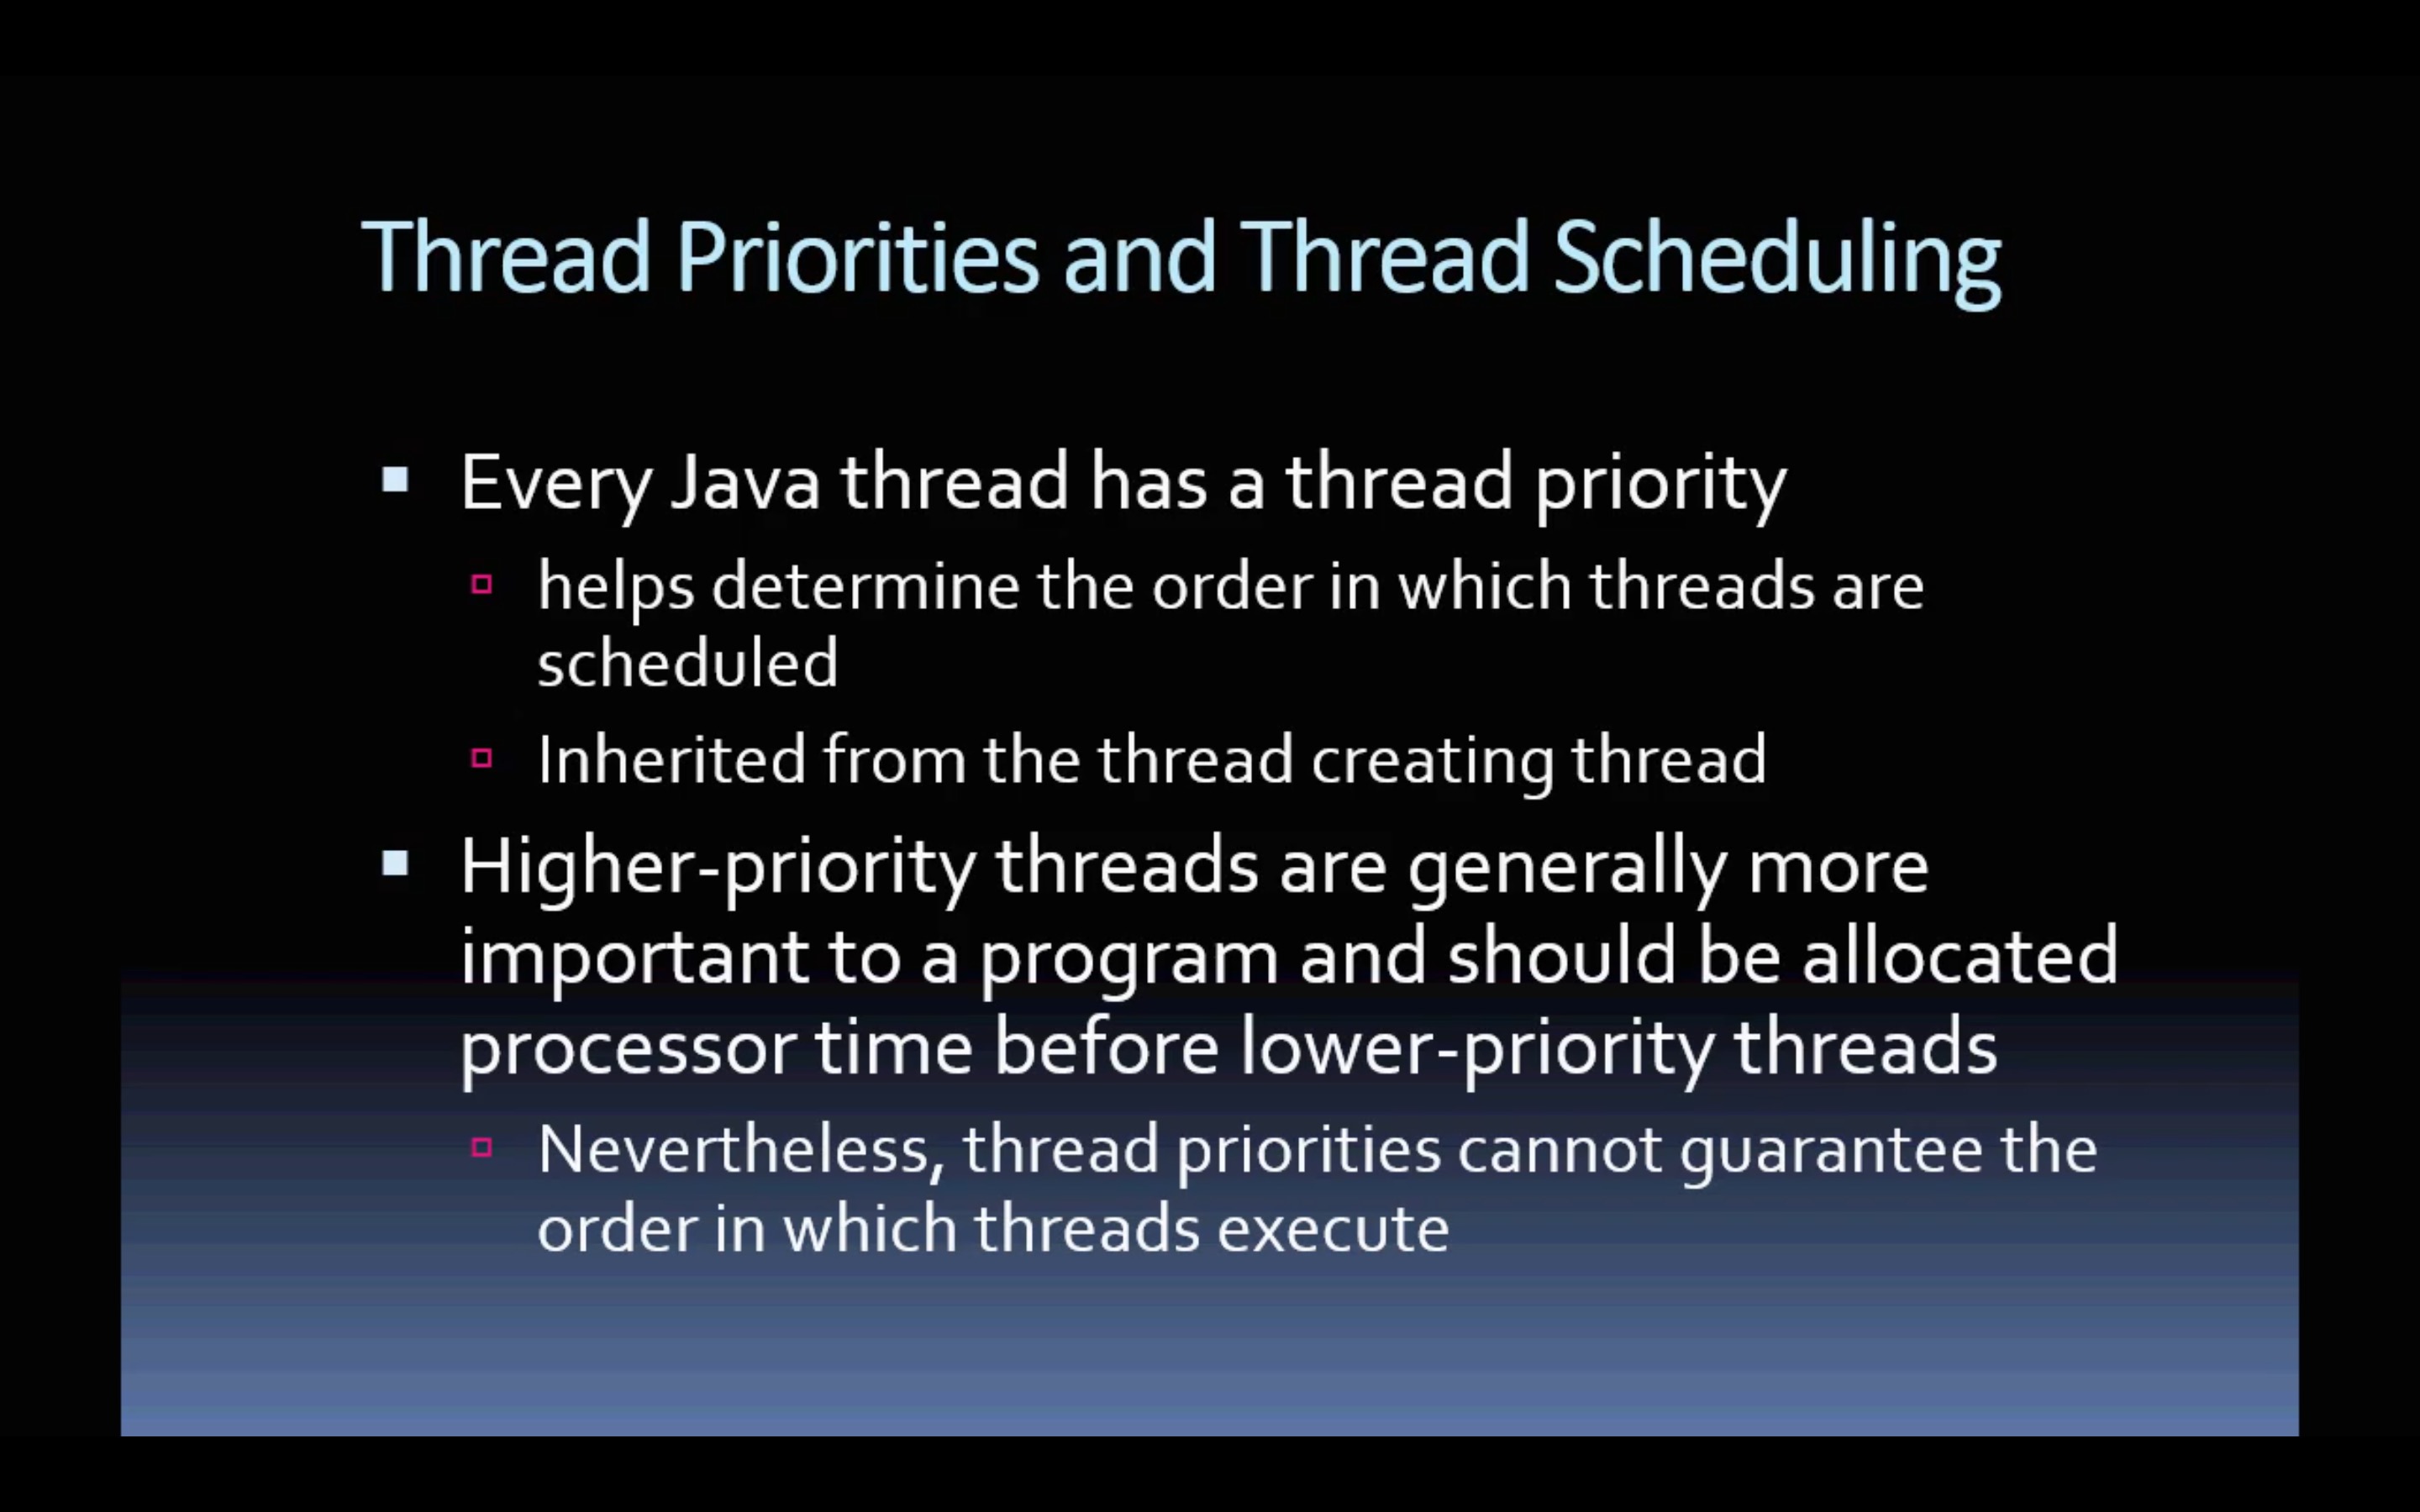 Thread Priorities and Thread Scheduling
Every Java thread has a thread priority
helps determine the order in which threads are
scheduled
Inherited from the thread creating thread
Higher-priority threads are generally more
important to a program and should be allocated
processor time before lower-priority threads
Nevertheless, thread priorities cannot guarantee the
order in which threads execute